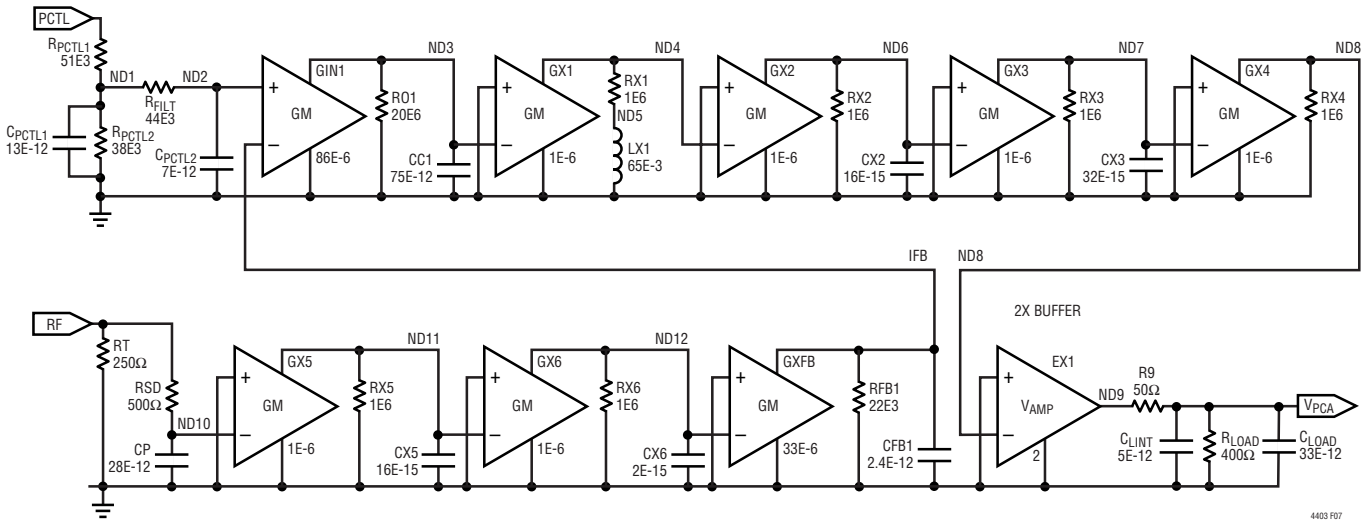 PCTL
RPCTL1
51E3
ND1
ND2
RFILT
44E3
CPCTL1
13E-12
RPCTL2
38E3
CPCTL2
7E-12
+
−
GM
GIN1
86E-6
RO1
20E6
ND3
CC1
75E-12
+
−
GM
GX1
1E-6
RX1
1E6
ND5
LX1
65E-3
ND4
+
−
GM
GX2
1E-6
RX2
1E6
ND6
CX2
16E-15
+
−
GM
GX3
1E-6
RX3
1E6
ND7
CX3
32E-15
+
−
GM
GX4
1E-6
RX4
1E6
ND8
IFB
ND8
RF
RT
250Ω
RSD
500Ω
ND10
CP
28E-12
+
−
GM
GX5
1E-6
RX5
1E6
ND11
CX5
16E-15
+
−
GM
GX6
1E-6
RX6
1E6
ND12
CX6
2E-15
+
−
GM
GXFB
33E-6
RFB1
22E3
CFB1
2.4E-12
2X BUFFER
+
−
VAMP
EX1
2
ND9
R9
50Ω
CLINT
5E-12
RLOAD
400Ω
CLOAD
33E-12
VPCA
4403 F07